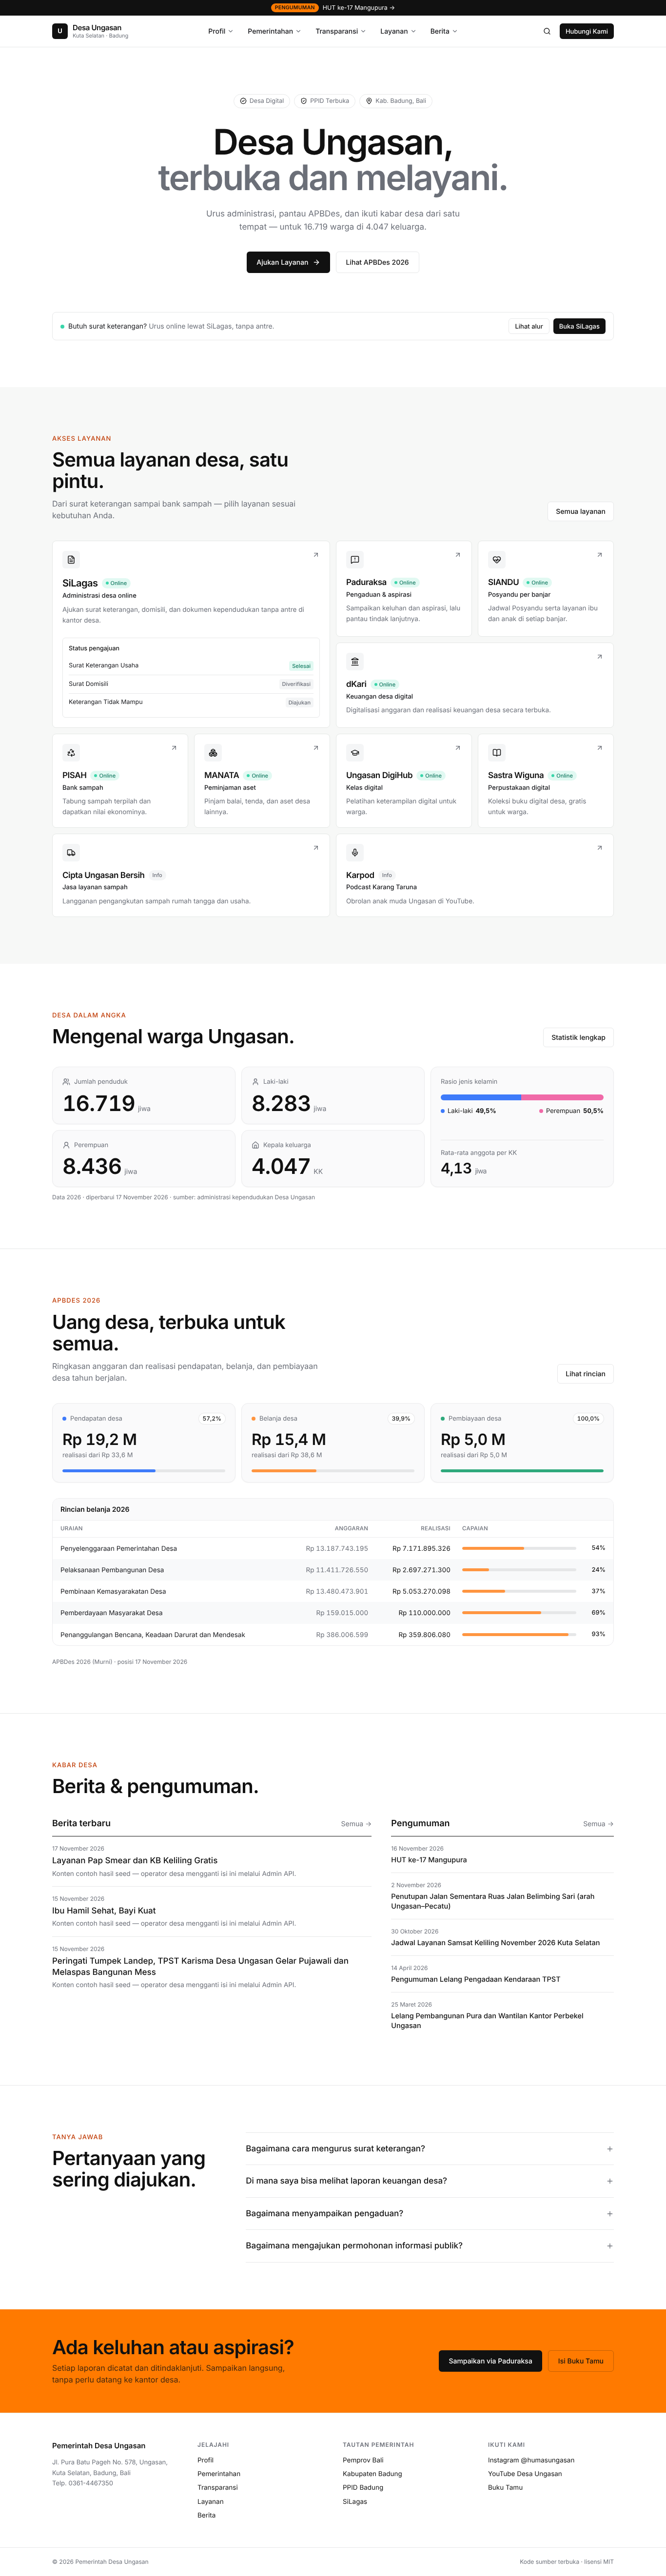 PENGUMUMAN HUT ke-17 Mangupura →
U
Desa Ungasan
Kuta Selatan · Badung
Profil Pemerintahan Transparansi Layanan Berita
Hubungi Kami
Desa Digital PPID Terbuka Kab. Badung, Bali
Desa Ungasan,
terbuka dan melayani.
Urus administrasi, pantau APBDes, dan ikuti kabar desa dari satu
tempat — untuk 16.719 warga di 4.047 keluarga.
Ajukan Layanan → Lihat APBDes 2026
Butuh surat keterangan? Urus online lewat SiLagas, tanpa antre.
Lihat alur Buka SiLagas
AKSES LAYANAN
Semua layanan desa, satu
pintu.
Dari surat keterangan sampai bank sampah — pilih layanan sesuai
kebutuhan Anda.
Semua layanan
SiLagas Online
Administrasi desa online
Ajukan surat keterangan, domisili, dan dokumen kependudukan tanpa antre di
kantor desa.
Status pengajuan
Surat Keterangan Usaha Selesai
Surat Domisili Diverifikasi
Keterangan Tidak Mampu Diajukan
Paduraksa Online
Pengaduan & aspirasi
Sampaikan keluhan dan aspirasi, lalu
pantau tindak lanjutnya.
SIANDU Online
Posyandu per banjar
Jadwal Posyandu serta layanan ibu
dan anak di setiap banjar.
dKari Online
Keuangan desa digital
Digitalisasi anggaran dan realisasi keuangan desa secara terbuka.
PISAH Online
Bank sampah
Tabung sampah terpilah dan
dapatkan nilai ekonominya.
MANATA Online
Peminjaman aset
Pinjam balai, tenda, dan aset desa
lainnya.
Ungasan DigiHub Online
Kelas digital
Pelatihan keterampilan digital untuk
warga.
Sastra Wiguna Online
Perpustakaan digital
Koleksi buku digital desa, gratis
untuk warga.
Cipta Ungasan Bersih Info
Jasa layanan sampah
Langganan pengangkutan sampah rumah tangga dan usaha.
Karpod Info
Podcast Karang Taruna
Obrolan anak muda Ungasan di YouTube.
DESA DALAM ANGKA
Mengenal warga Ungasan.
Statistik lengkap
Jumlah penduduk
16.719 jiwa
Laki-laki
8.283 jiwa
Rasio jenis kelamin
Laki-laki 49,5% Perempuan 50,5%
Perempuan
8.436 jiwa
Kepala keluarga
4.047 KK
Rata-rata anggota per KK
4,13 jiwa
Data 2026 · diperbarui 17 November 2026 · sumber: administrasi kependudukan Desa Ungasan
APBDES 2026
Uang desa, terbuka untuk
semua.
Ringkasan anggaran dan realisasi pendapatan, belanja, dan pembiayaan
desa tahun berjalan.
Lihat rincian
Pendapatan desa 57,2%
Rp 19,2 M
realisasi dari Rp 33,6 M
Belanja desa 39,9%
Rp 15,4 M
realisasi dari Rp 38,6 M
Pembiayaan desa 100,0%
Rp 5,0 M
realisasi dari Rp 5,0 M
Rincian belanja 2026
URAIAN ANGGARAN REALISASI CAPAIAN
Penyelenggaraan Pemerintahan Desa Rp 13.187.743.195 Rp 7.171.895.326 54%
Pelaksanaan Pembangunan Desa Rp 11.411.726.550 Rp 2.697.271.300 24%
Pembinaan Kemasyarakatan Desa Rp 13.480.473.901 Rp 5.053.270.098 37%
Pemberdayaan Masyarakat Desa Rp 159.015.000 Rp 110.000.000 69%
Penanggulangan Bencana, Keadaan Darurat dan Mendesak Rp 386.006.599 Rp 359.806.080 93%
APBDes 2026 (Murni) · posisi 17 November 2026
KABAR DESA
Berita & pengumuman.
Berita terbaru Semua →
17 November 2026
Layanan Pap Smear dan KB Keliling Gratis
Konten contoh hasil seed — operator desa mengganti isi ini melalui Admin API.
15 November 2026
Ibu Hamil Sehat, Bayi Kuat
Konten contoh hasil seed — operator desa mengganti isi ini melalui Admin API.
15 November 2026
Peringati Tumpek Landep, TPST Karisma Desa Ungasan Gelar Pujawali dan
Melaspas Bangunan Mess
Konten contoh hasil seed — operator desa mengganti isi ini melalui Admin API.
Pengumuman Semua →
16 November 2026
HUT ke-17 Mangupura
2 November 2026
Penutupan Jalan Sementara Ruas Jalan Belimbing Sari (arah
Ungasan–Pecatu)
30 Oktober 2026
Jadwal Layanan Samsat Keliling November 2026 Kuta Selatan
14 April 2026
Pengumuman Lelang Pengadaan Kendaraan TPST
25 Maret 2026
Lelang Pembangunan Pura dan Wantilan Kantor Perbekel
Ungasan
TANYA JAWAB
Pertanyaan yang
sering diajukan.
Bagaimana cara mengurus surat keterangan? +
Di mana saya bisa melihat laporan keuangan desa? +
Bagaimana menyampaikan pengaduan? +
Bagaimana mengajukan permohonan informasi publik? +
Ada keluhan atau aspirasi?
Setiap laporan dicatat dan ditindaklanjuti. Sampaikan langsung,
tanpa perlu datang ke kantor desa.
Sampaikan via Paduraksa Isi Buku Tamu
Pemerintah Desa Ungasan
Jl. Pura Batu Pageh No. 578, Ungasan,
Kuta Selatan, Badung, Bali
Telp. 0361-4467350
JELAJAHI
Profil
Pemerintahan
Transparansi
Layanan
Berita
TAUTAN PEMERINTAH
Pemprov Bali
Kabupaten Badung
PPID Badung
SiLagas
IKUTI KAMI
Instagram @humasungasan
YouTube Desa Ungasan
Buku Tamu
© 2026 Pemerintah Desa Ungasan
Kode sumber terbuka · lisensi MIT